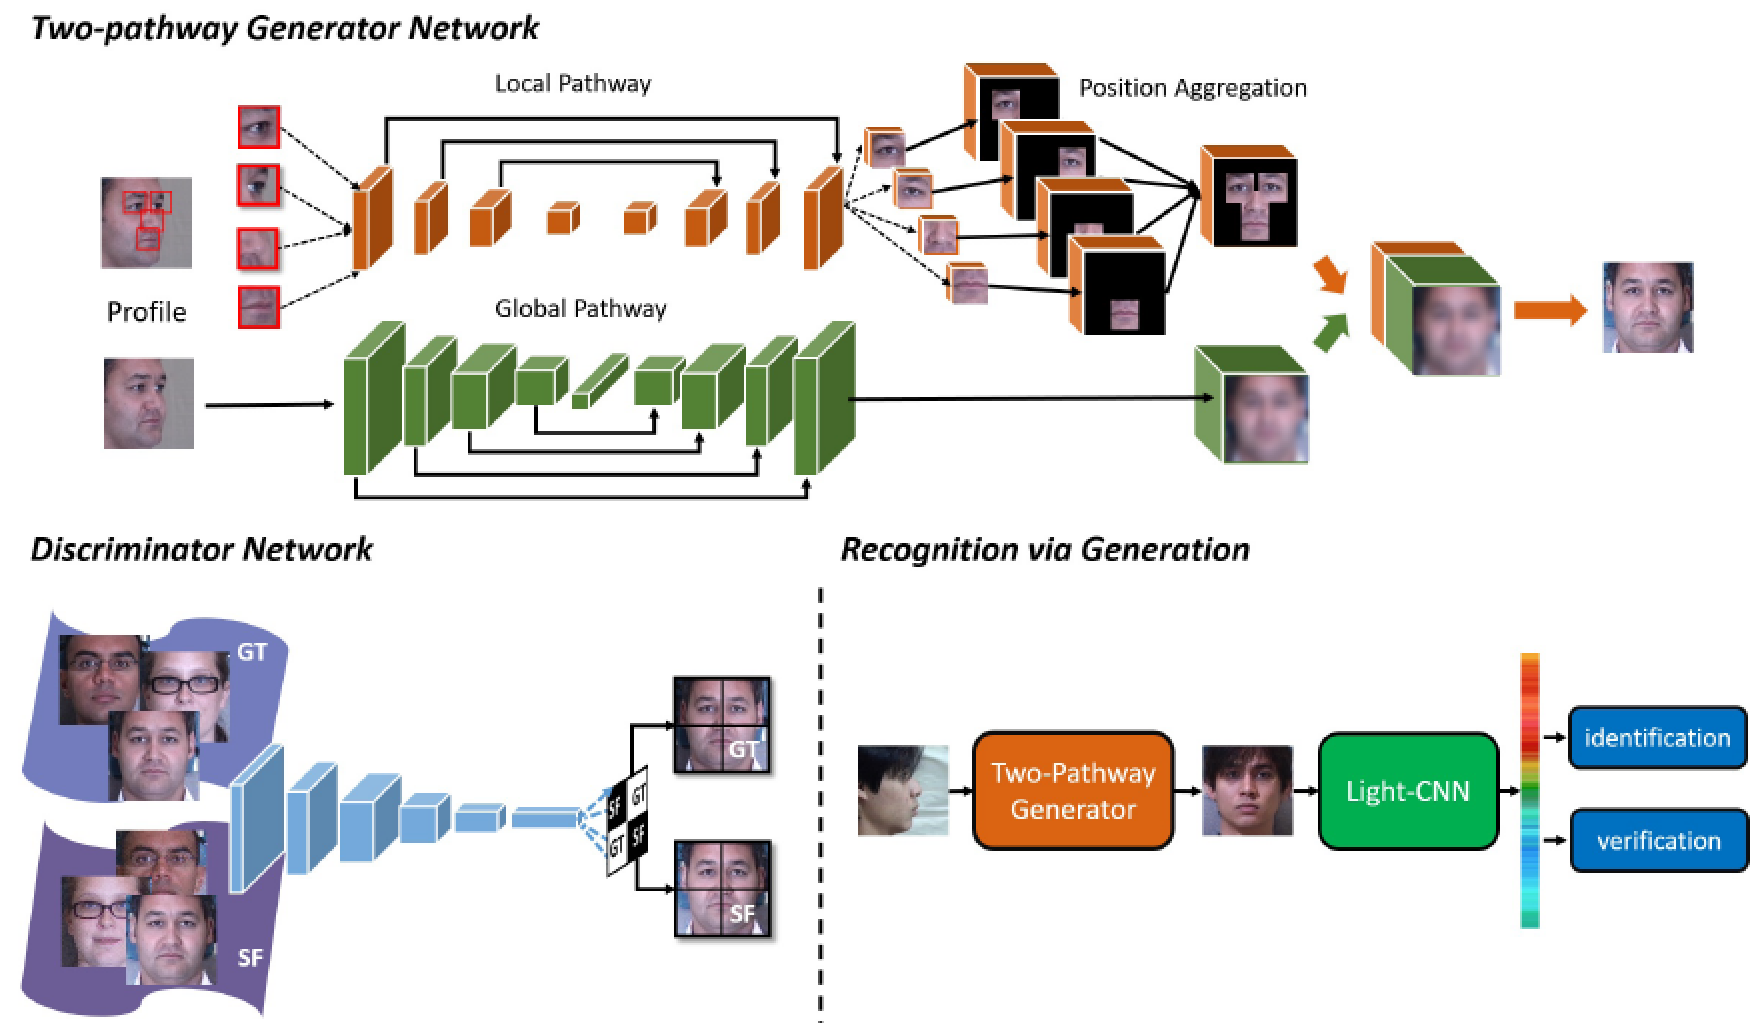 Two-pathway Generator Network
Local Pathway
Position Aggregation
Profile
Global Pathway
Discriminator Network
GT
SF
SF
GT
GT
SF
GT
SF
Recognition via Generation
Two-Pathway
Generator
Light-CNN
identification
verification